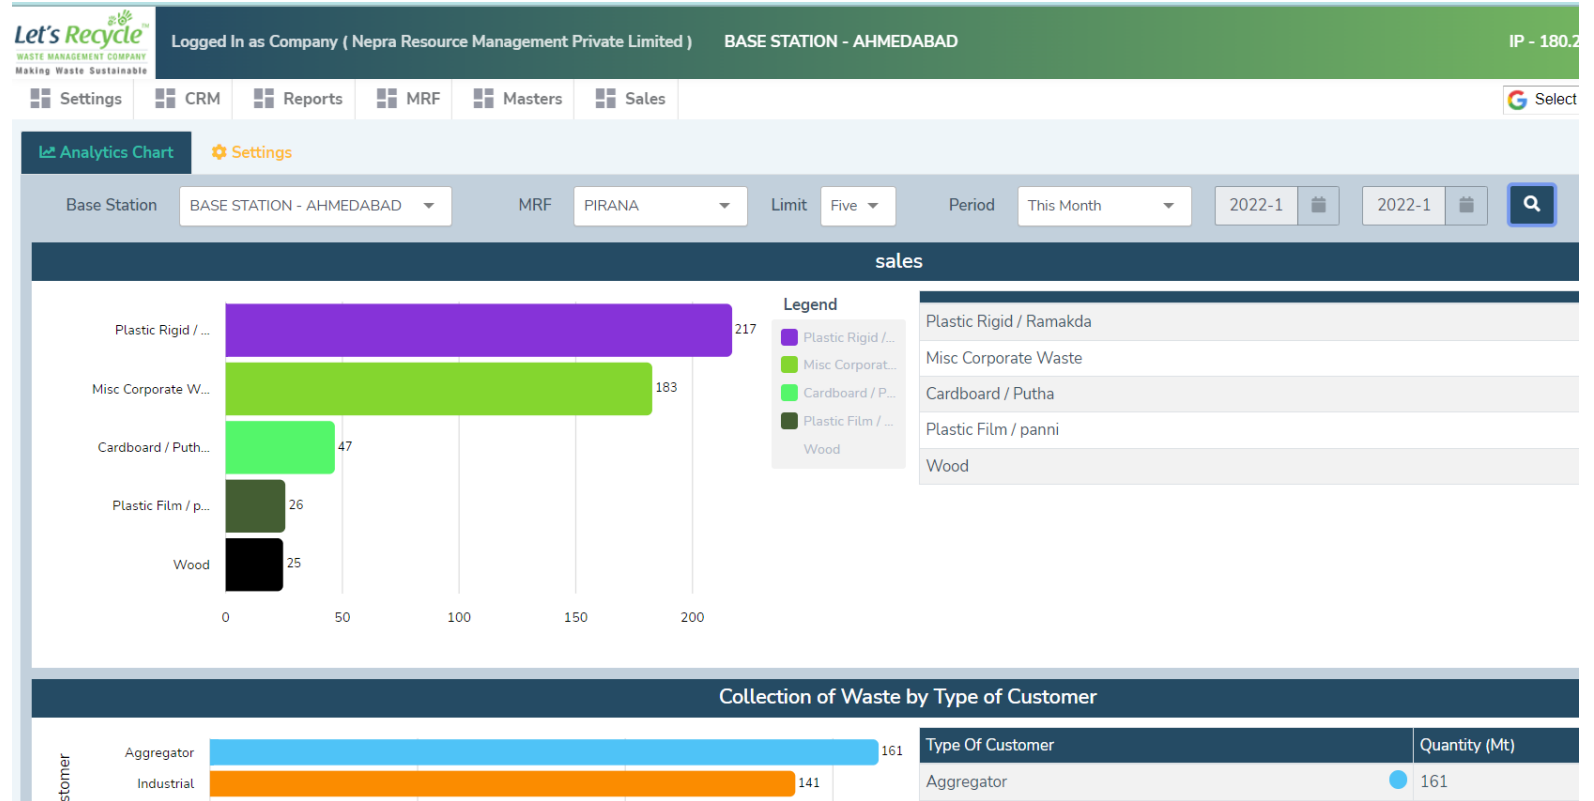 Let's Recycle™
WASTE MANAGEMENT COMPANY
Making Waste Sustainable
Logged In as Company ( Nepra Resource Management Private Limited ) BASE STATION - AHMEDABAD IP - 180.2
Settings CRM Reports MRF Masters Sales Select
Analytics Chart Settings
Base Station BASE STATION - AHMEDABAD MRF PIRANA Limit Five Period This Month 2022-1 2022-1
sales
Plastic Rigid / ...
217
Misc Corporate W...
183
Cardboard / Puth...
47
Plastic Film / p...
26
Wood
25
0 50 100 150 200
Legend
Plastic Rigid /...
Misc Corporat...
Cardboard / P...
Plastic Film / ...
Wood
Plastic Rigid / Ramakda
Misc Corporate Waste
Cardboard / Putha
Plastic Film / panni
Wood
Collection of Waste by Type of Customer
stomer
Aggregator 161
Industrial 141
Type Of Customer Quantity (Mt)
Aggregator 161